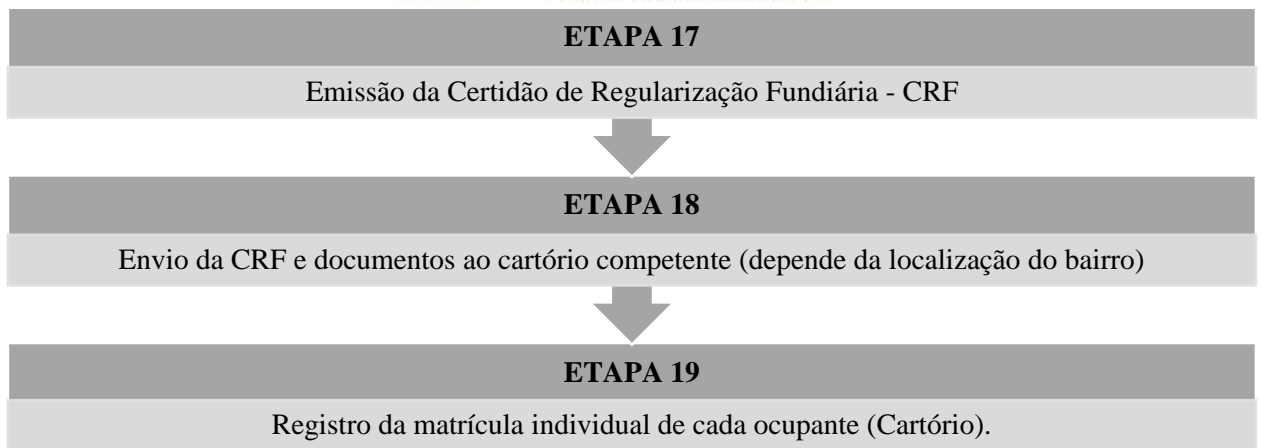 ETAPA 17
Emissão da Certidão de Regularização Fundiária - CRF
ETAPA 18
Envio da CRF e documentos ao cartório competente (depende da localização do bairro)
ETAPA 19
Registro da matrícula individual de cada ocupante (Cartório).